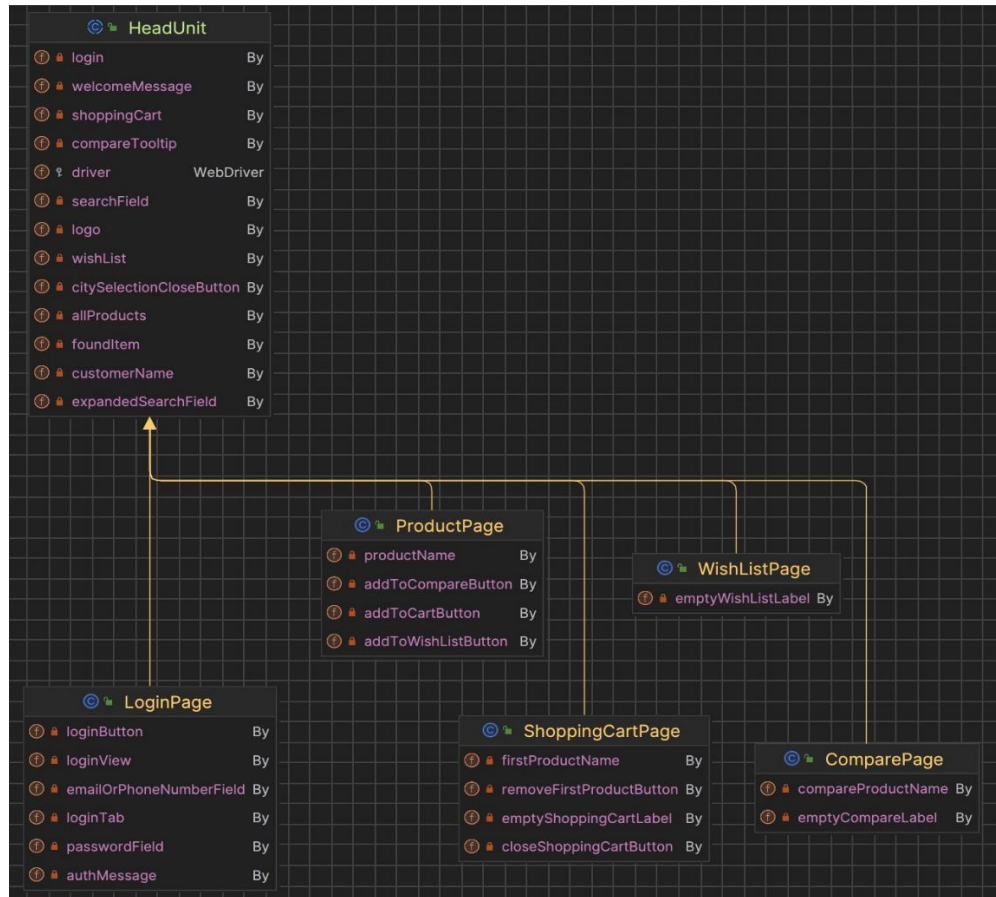 HeadUnit
login By
welcomeMessage By
shoppingCart By
compareTooltip By
driver WebDriver
searchField By
logo By
wishList By
citySelectionCloseButton By
allProducts By
foundItem By
customerName By
expandedSearchField By
ProductPage
productName By
addToCompareButton By
addToCartButton By
addToWishListButton By
WishListPage
emptyWishListLabel By
LoginPage
loginButton By
loginView By
emailOrPhoneNumberField By
loginTab By
passwordField By
authMessage By
ShoppingCartPage
firstProductName By
removeFirstProductButton By
emptyShoppingCartLabel By
closeShoppingCartButton By
ComparePage
compareProductName By
emptyCompareLabel By